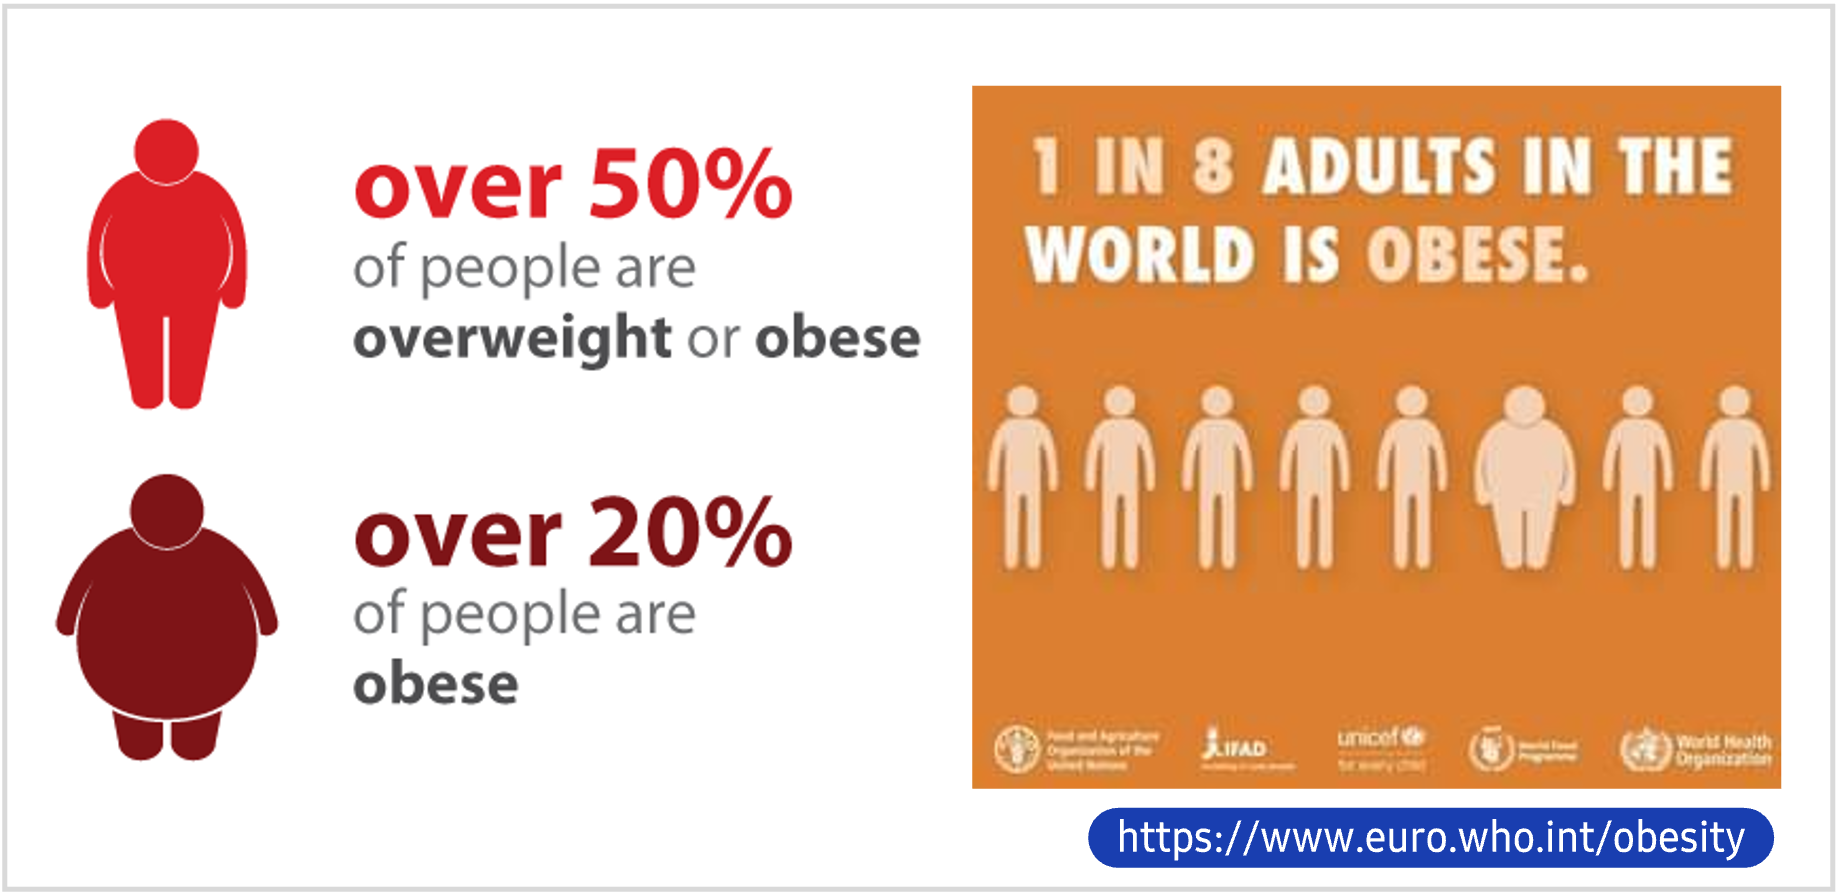 over 50%
of people are
overweight or obese
over 20%
of people are
obese
1 IN 8 ADULTS IN THE
WORLD IS OBESE.
Food and Agriculture
Organization of the
United Nations
IFAD
unicef
for every child
World Food
Programme
World Health
Organization
https://www.euro.who.int/obesity